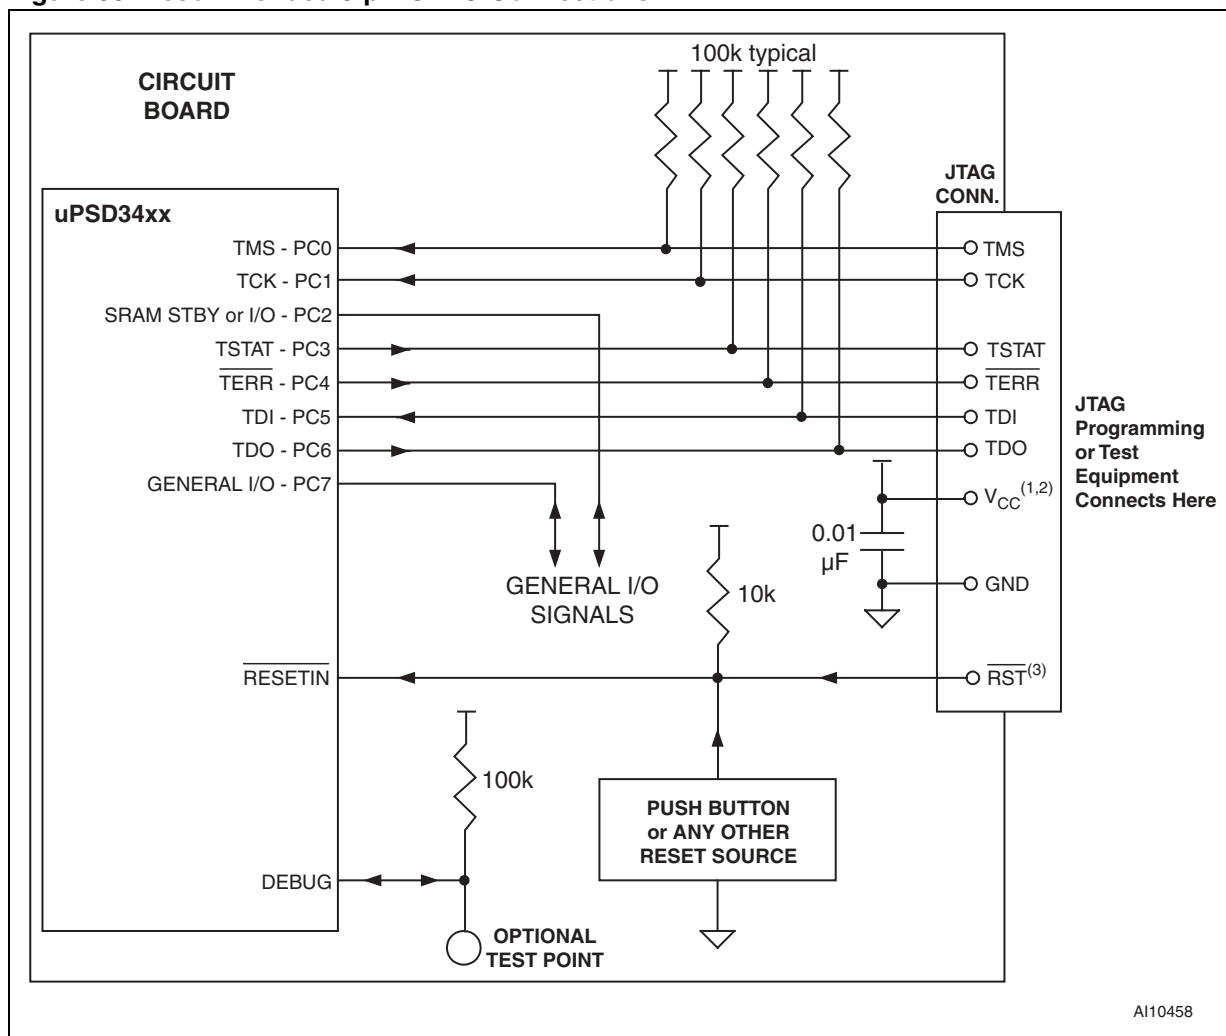 100k typical
CIRCUIT
BOARD
JTAG
CONN.
uPSD34xx
TMS - PC0
TMS
TCK - PC1
TCK
SRAM STBY or I/O - PC2
TSTAT - PC3
TSTAT
TERR - PC4
TERR
TDI - PC5
TDI
TDO - PC6
TDO
GENERAL I/O - PC7
VCC(1,2)
JTAG
Programming
or Test
Equipment
Connects Here
0.01
µF
GENERAL I/O
SIGNALS
10k
GND
RESETIN
RST(3)
100k
PUSH BUTTON
or ANY OTHER
RESET SOURCE
DEBUG
OPTIONAL
TEST POINT
AI10458